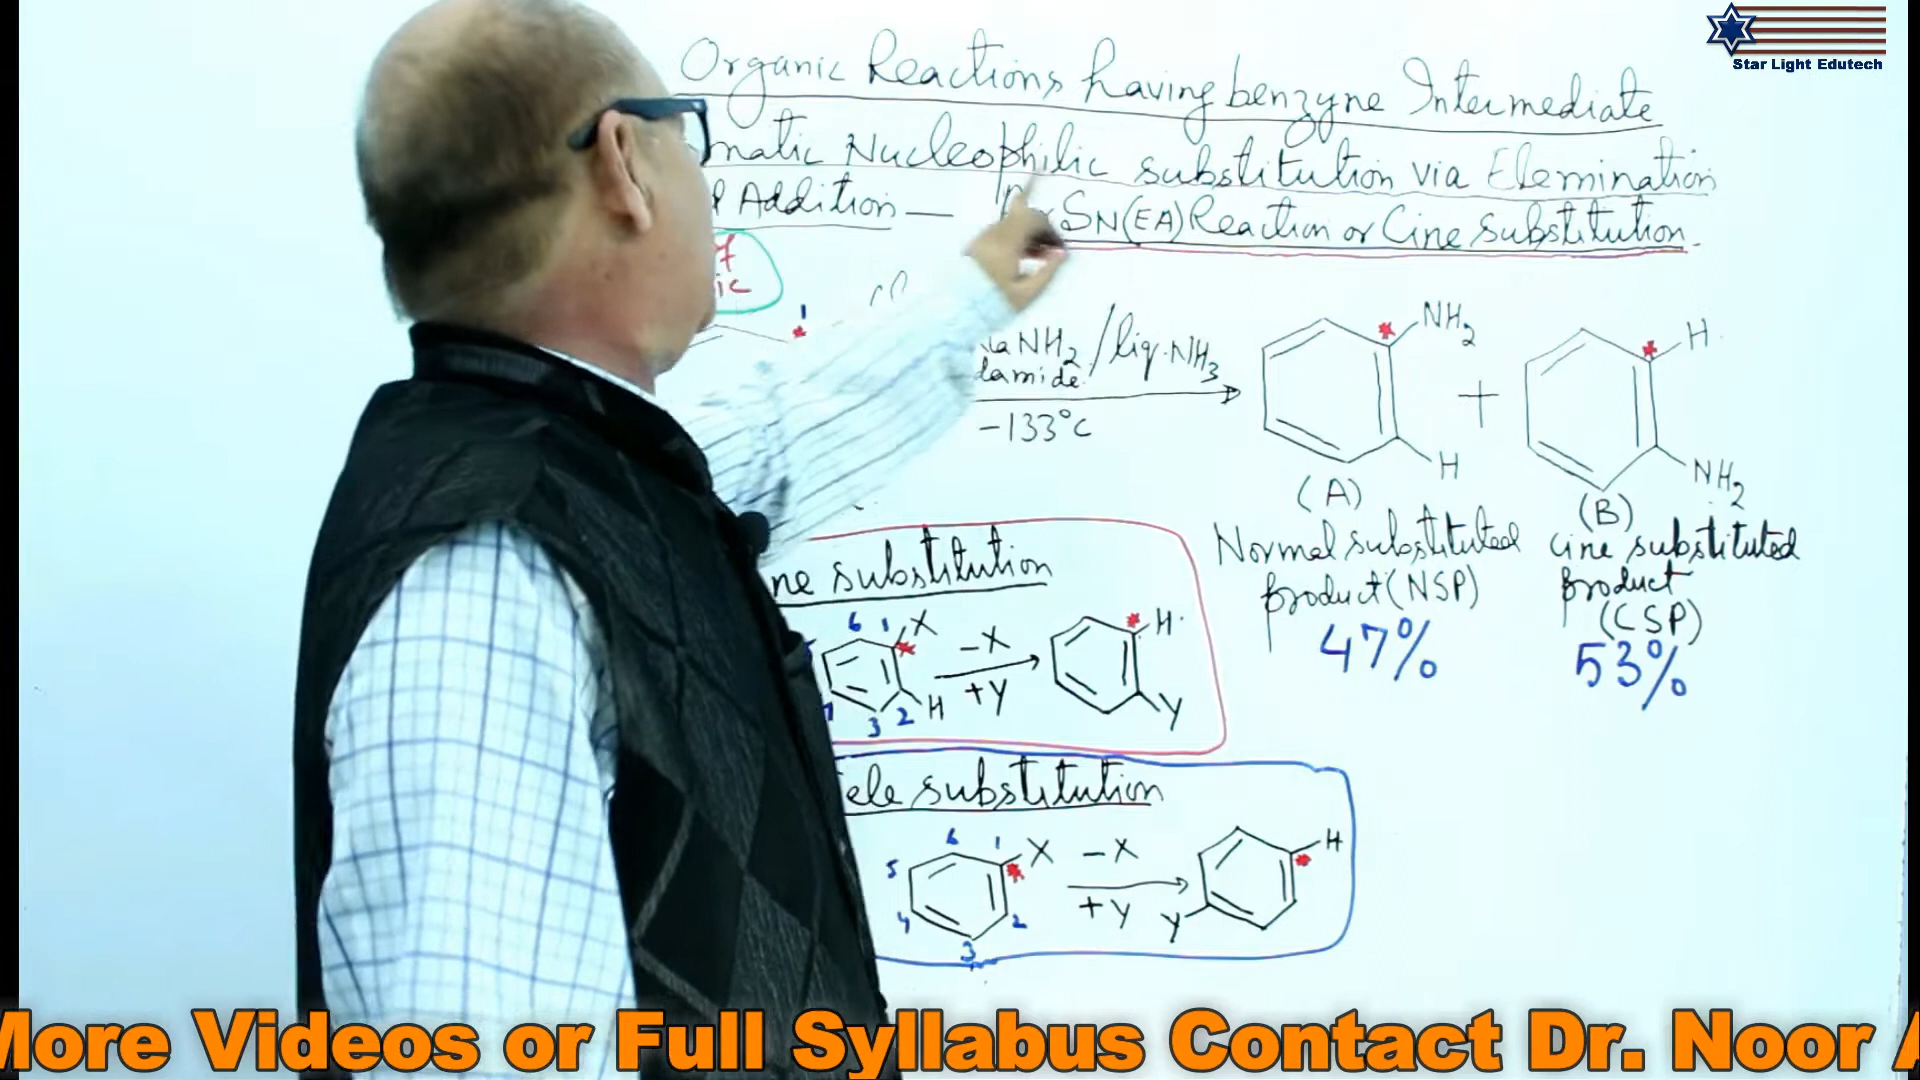 Star Light Edutech
Organic Reactions having benzyne Intermediate
matic Nucleophilic substitution via Elemination
Addition — SN(EA) Reaction or Cine substitution.
1
NH2 / liq. NH3
damide
-133°C
NH2
H
(A)
Normal substituted
product (NSP)
47%
+
H
NH2
(B)
cine substituted
product
(CSP)
53%
ne substitution
6 1 X
-X
+Y
H
3 2 H
Y
ele substitution
5 6 1 X
4 3 2
-X
+Y
H
Y
More Videos or Full Syllabus Contact Dr. Noor A